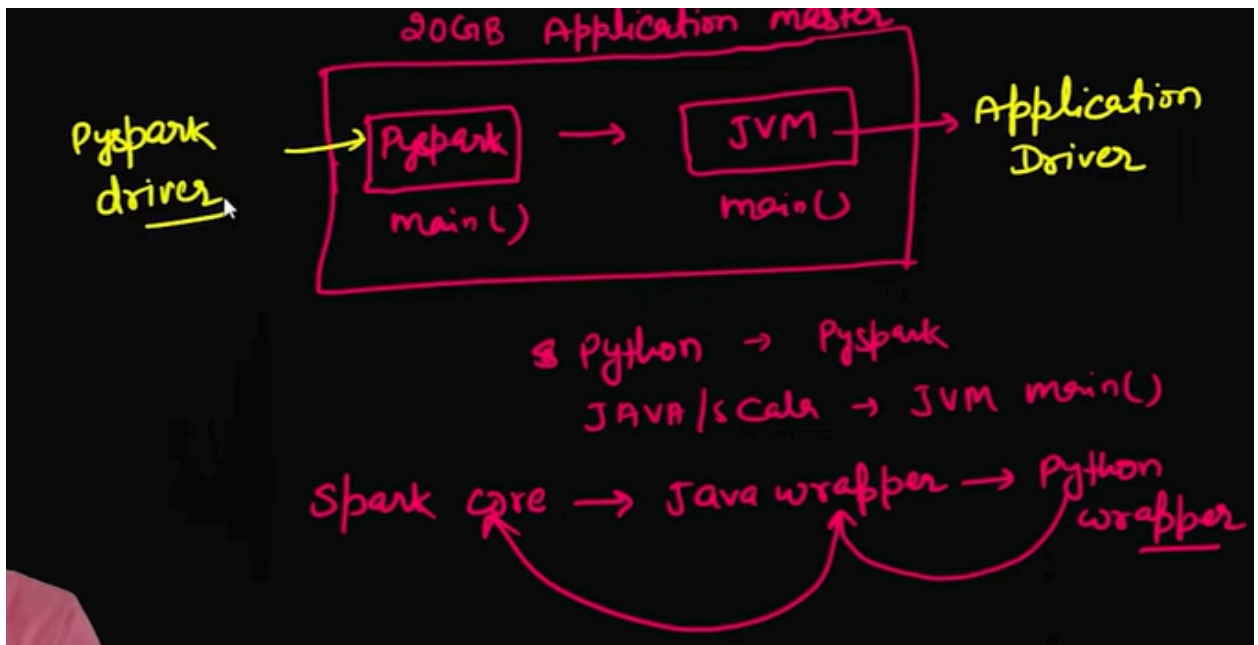 20GB Application master
Pyspark driver
Pyspark → JVM → Application Driver
main() main()
Python → Pyspark
JAVA/scala → JVM main()
Spark core → Java wrapper → Python wrapper